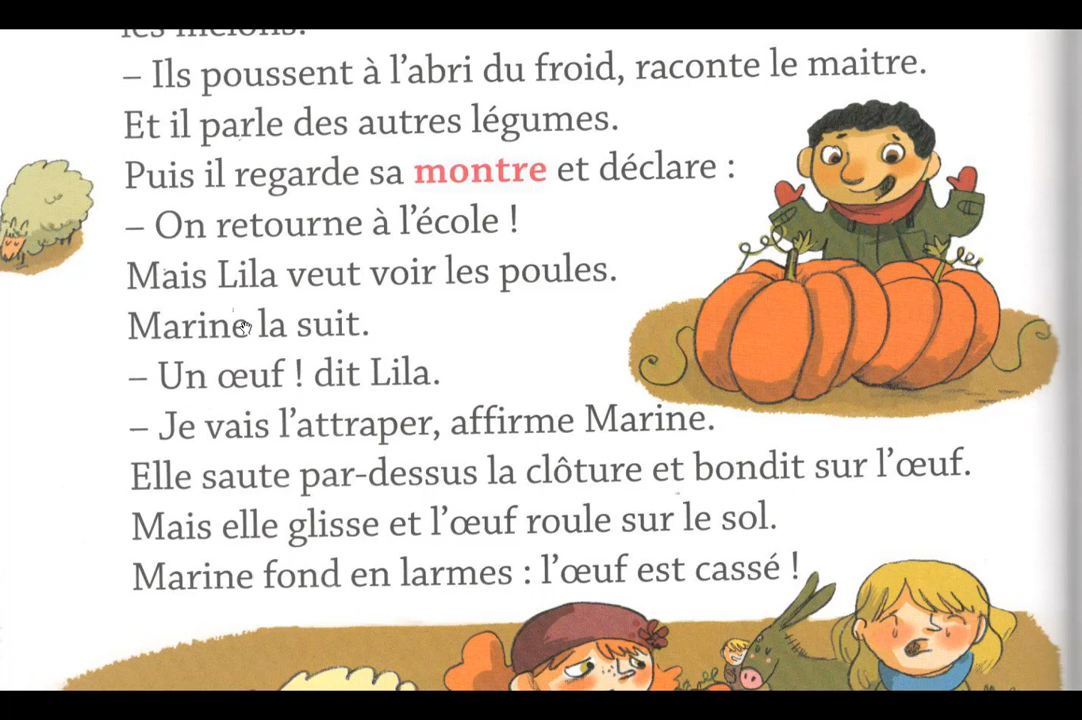 les melons.
– Ils poussent à l'abri du froid, raconte le maitre.
Et il parle des autres légumes.
Puis il regarde sa montre et déclare :
– On retourne à l'école !
Mais Lila veut voir les poules.
Marine la suit.
– Un œuf ! dit Lila.
– Je vais l'attraper, affirme Marine.
Elle saute par-dessus la clôture et bondit sur l'œuf.
Mais elle glisse et l'œuf roule sur le sol.
Marine fond en larmes : l'œuf est cassé !